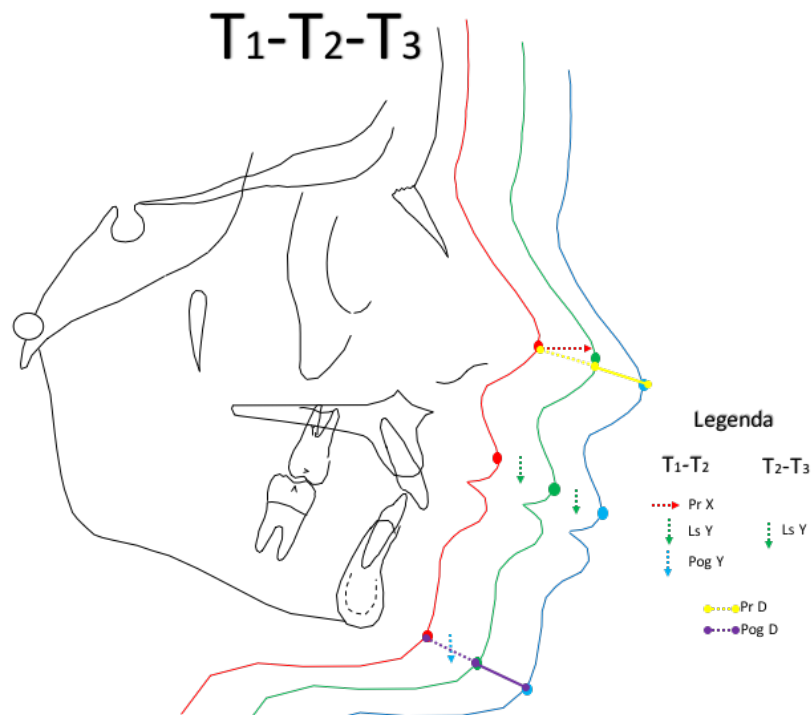 T₁-T₂-T₃
Legenda
T₁-T₂ T₂-T₃
Pr X
Ls Y Ls Y
Pog Y
Pr D
Pog D